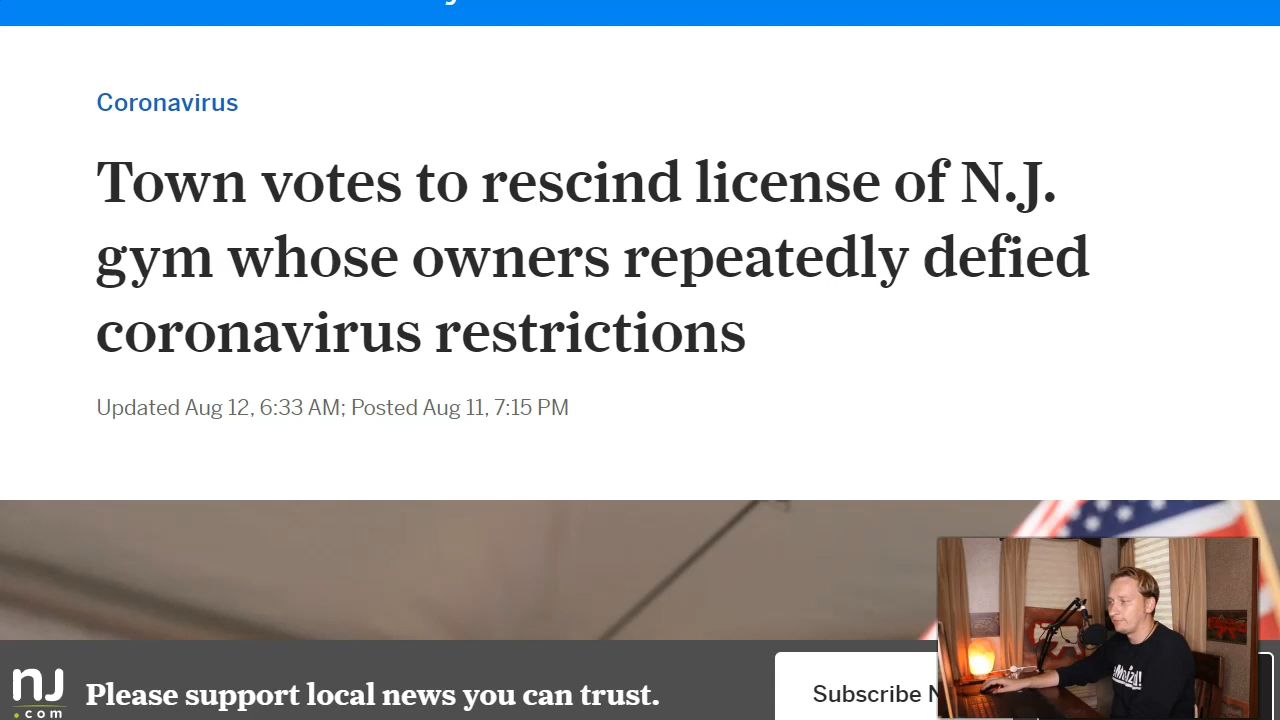 Coronavirus
Town votes to rescind license of N.J.
gym whose owners repeatedly defied
coronavirus restrictions
Updated Aug 12, 6:33 AM; Posted Aug 11, 7:15 PM
nj
.com
Please support local news you can trust.
Subscribe